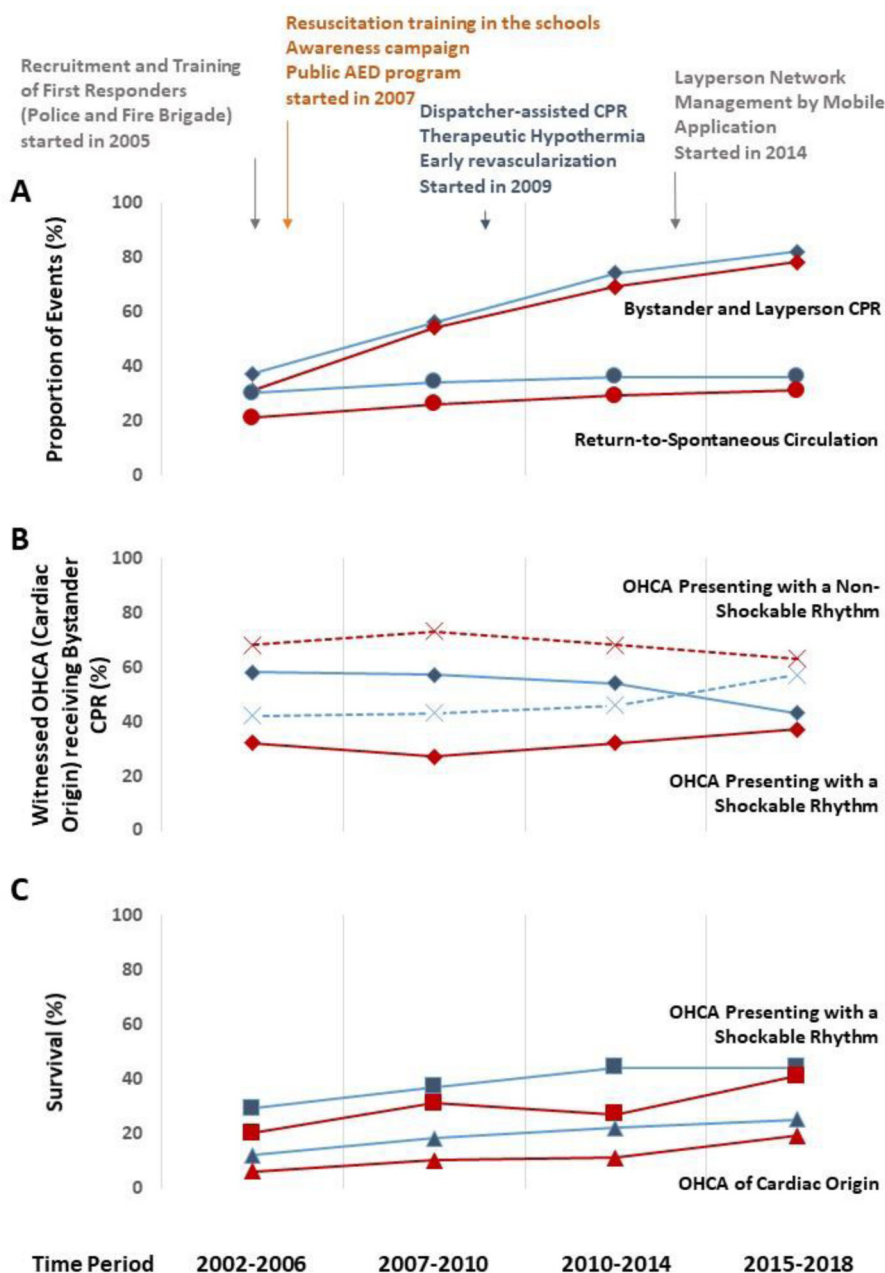 Resuscitation training in the schools
Awareness campaign
Public AED program
started in 2007
Recruitment and Training
of First Responders
(Police and Fire Brigade)
started in 2005
Dispatcher-assisted CPR
Therapeutic Hypothermia
Early revascularization
Started in 2009
Layperson Network
Management by Mobile
Application
Started in 2014
A
Proportion of Events (%)
100
80
60
40
20
0
Bystander and Layperson CPR
Return-to-Spontaneous Circulation
B
Witnessed OHCA (Cardiac
Origin) receiving Bystander
CPR (%)
100
80
60
40
20
0
OHCA Presenting with a Non-
Shockable Rhythm
OHCA Presenting with a
Shockable Rhythm
C
Survival (%)
100
80
60
40
20
0
OHCA Presenting with a
Shockable Rhythm
OHCA of Cardiac Origin
Time Period 2002-2006 2007-2010 2010-2014 2015-2018